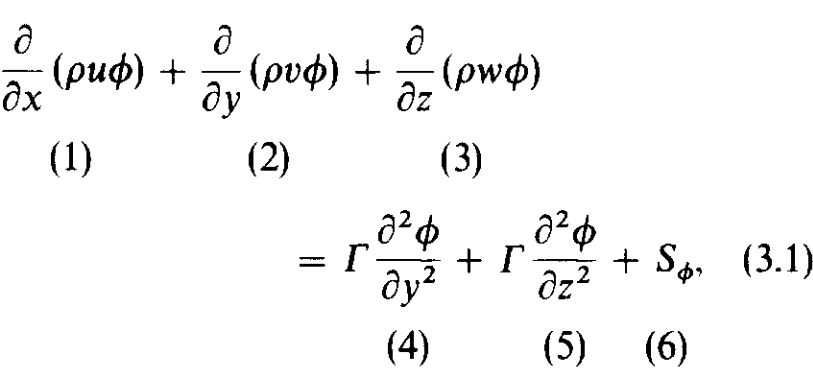 ∂/∂x (ρuϕ) + ∂/∂y (ρvϕ) + ∂/∂z (ρwϕ)
(1) (2) (3)
= Γ ∂²ϕ/∂y² + Γ ∂²ϕ/∂z² + S_ϕ, (3.1)
(4) (5) (6)